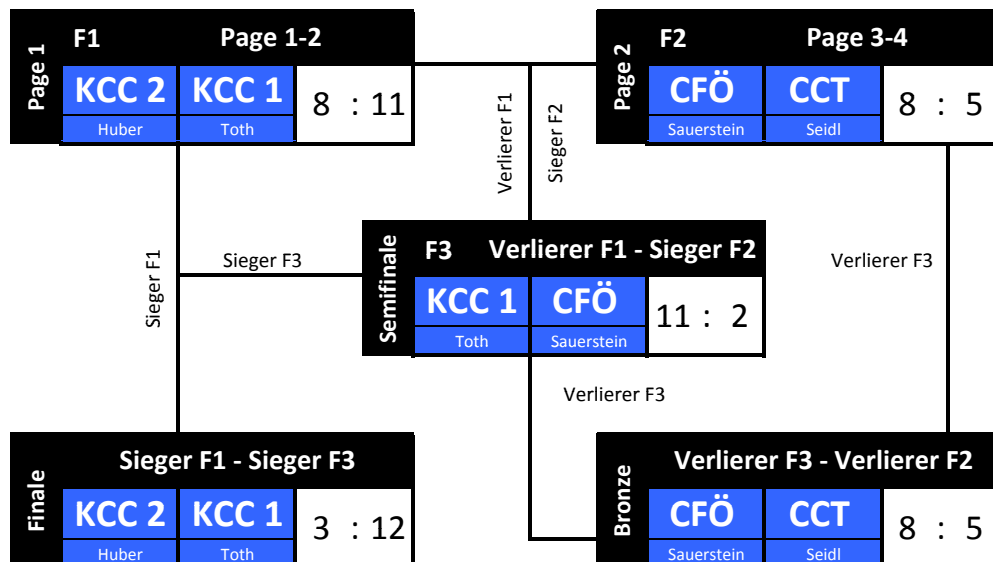 Page 1
F1 Page 1-2
KCC 2 KCC 1 8 : 11
Huber Toth
Page 2
F2 Page 3-4
CFÖ CCT 8 : 5
Sauerstein Seidl
Verlierer F1
Sieger F2
Sieger F1
Sieger F3
Verlierer F3
Semifinale
F3 Verlierer F1 - Sieger F2
KCC 1 CFÖ 11 : 2
Toth Sauerstein
Verlierer F3
Finale
Sieger F1 - Sieger F3
KCC 2 KCC 1 3 : 12
Huber Toth
Bronze
Verlierer F3 - Verlierer F2
CFÖ CCT 8 : 5
Sauerstein Seidl